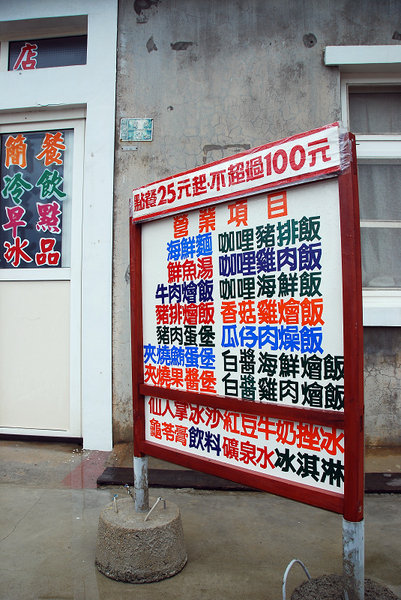 店
簡餐
冷飲
早點
冰品
點餐25元起·不超過100元
營業項目
海鮮麵 咖哩豬排飯
鮮魚湯 咖哩雞肉飯
牛肉燴飯 咖哩海鮮飯
豬排燴飯 香菇雞燴飯
豬肉蛋堡 瓜仔肉燥飯
夾燒鹹蛋堡 白醬海鮮燴飯
夾燒果醬堡 白醬雞肉燴飯
仙人掌冰沙紅豆牛奶挫冰
龜苓膏飲料礦泉水冰淇淋